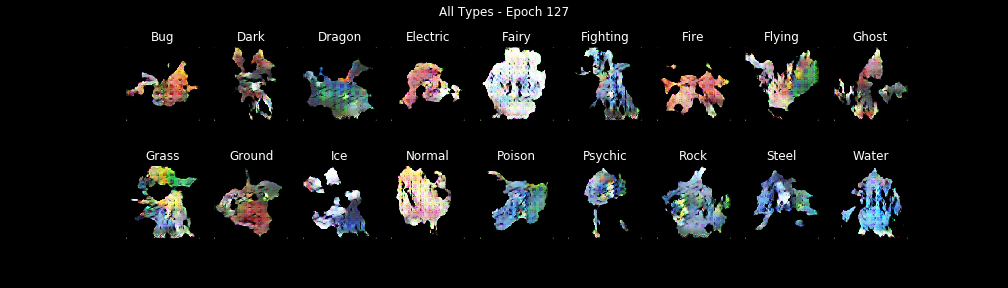 All Types - Epoch 127
Bug Dark Dragon Electric Fairy Fighting Fire Flying Ghost
Grass Ground Ice Normal Poison Psychic Rock Steel Water